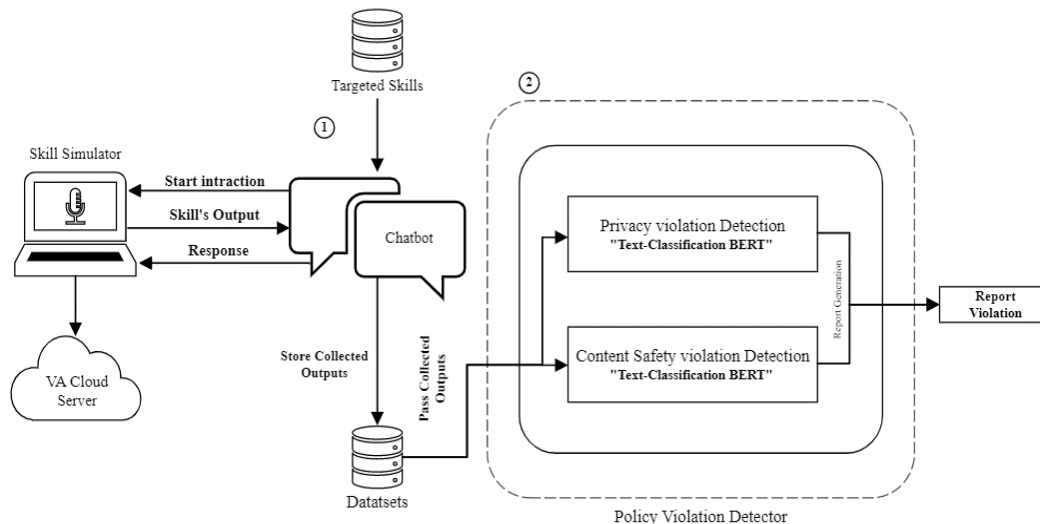 Targeted Skills
1
2
Skill Simulator
Start intraction
Skill's Output
Response
Chatbot
VA Cloud
Server
Store Collected
Outputs
Pass Collected
Outputs
Datatsets
Privacy violation Detection
"Text-Classification BERT"
Content Safety violation Detection
"Text-Classification BERT"
Report Generation
Report
Violation
Policy Violation Detector